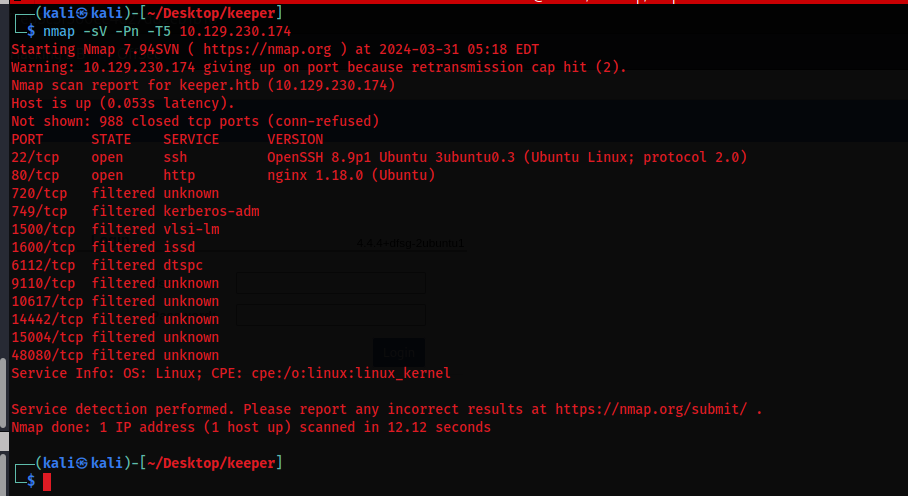 ┌──(kali㉿kali)-[~/Desktop/keeper]
└─$ nmap -sV -Pn -T5 10.129.230.174
Starting Nmap 7.94SVN ( https://nmap.org ) at 2024-03-31 05:18 EDT
Warning: 10.129.230.174 giving up on port because retransmission cap hit (2).
Nmap scan report for keeper.htb (10.129.230.174)
Host is up (0.053s latency).
Not shown: 988 closed tcp ports (conn-refused)
PORT      STATE    SERVICE      VERSION
22/tcp    open     ssh          OpenSSH 8.9p1 Ubuntu 3ubuntu0.3 (Ubuntu Linux; protocol 2.0)
80/tcp    open     http         nginx 1.18.0 (Ubuntu)
720/tcp   filtered unknown
749/tcp   filtered kerberos-adm
1500/tcp  filtered vlsi-lm
1600/tcp  filtered issd
6112/tcp  filtered dtspc
9110/tcp  filtered unknown
10617/tcp filtered unknown
14442/tcp filtered unknown
15004/tcp filtered unknown
48080/tcp filtered unknown
Login
Service Info: OS: Linux; CPE: cpe:/o:linux:linux_kernel
Service detection performed. Please report any incorrect results at https://nmap.org/submit/ .
Nmap done: 1 IP address (1 host up) scanned in 12.12 seconds
┌──(kali㉿kali)-[~/Desktop/keeper]
└─$